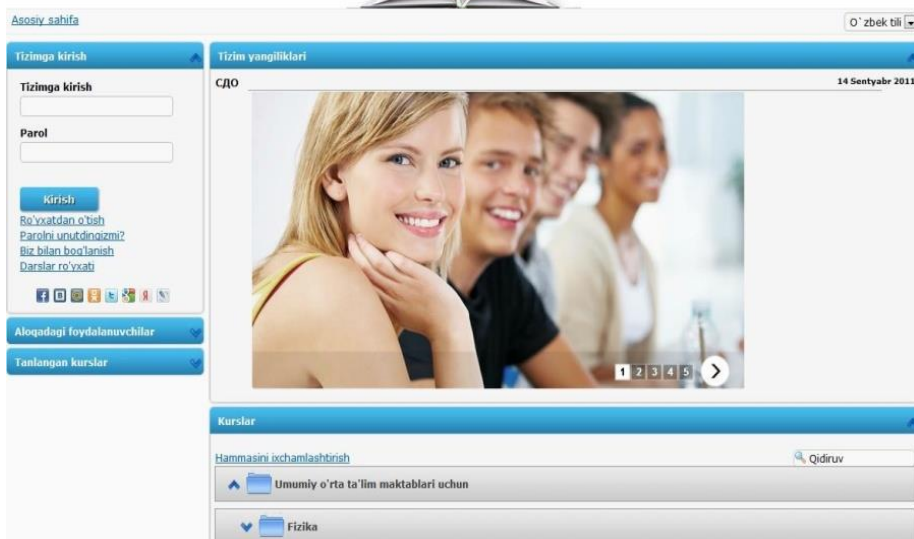 Asosiy sahifa
O`zbek tili
Tizimga kirish
Tizimga kirish
Parol
Kirish
Ro'yxatdan o'tish
Parolni unutdingizmi?
Biz bilan bog'lanish
Darslar ro'yxati
Aloqadagi foydalanuvchilar
Tanlangan kurslar
Tizim yangiliklari
СДО
14 Sentyabr 2011
1 2 3 4 5
Kurslar
Hammasini ixchamlashtirish
Qidiruv
Umumiy o'rta ta'lim maktablari uchun
Fizika